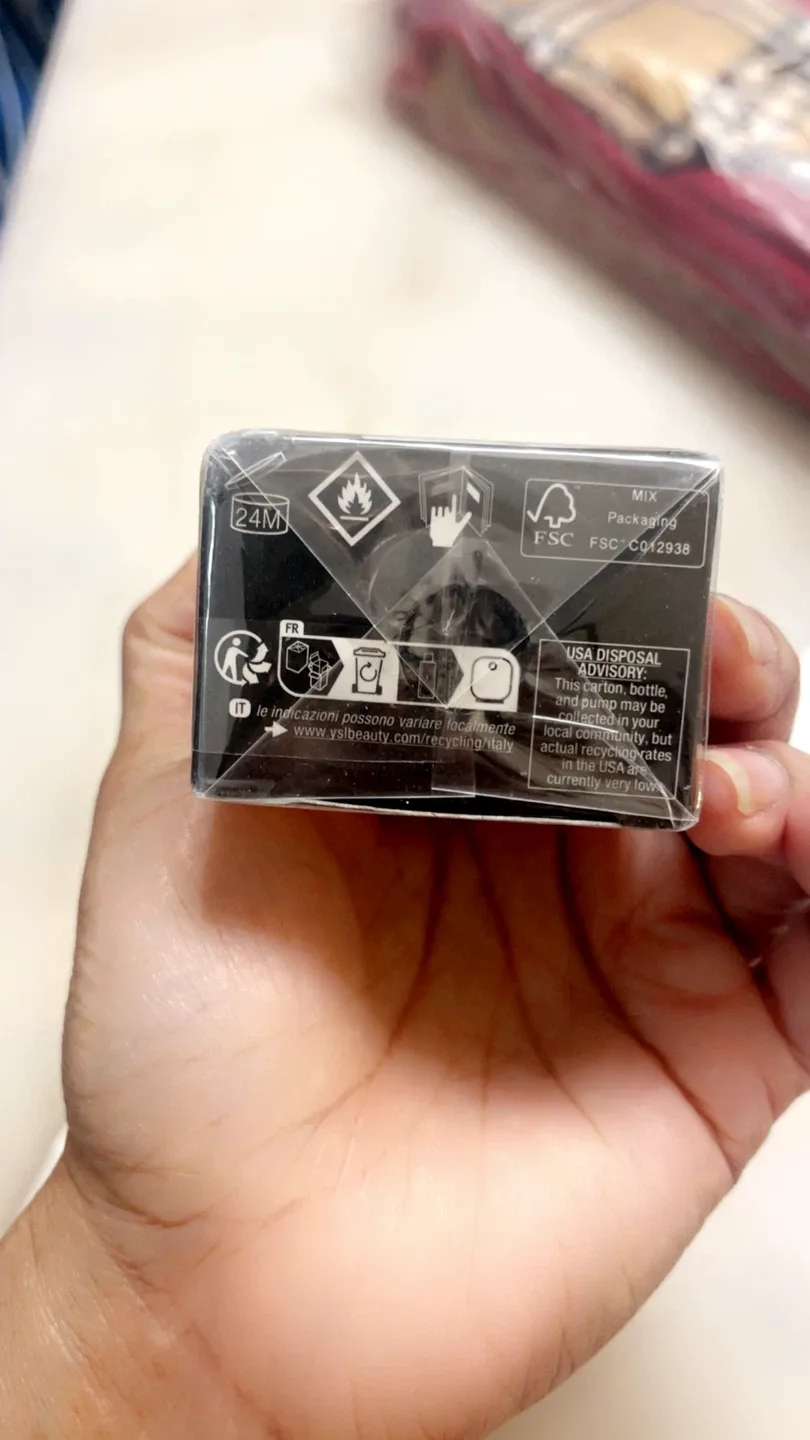 24M
FSC
MIX
Packaging
FSC® C012938
FR
IT le indicazioni possono variare localmente
www.yslbeauty.com/recycling/italy
USA DISPOSAL
ADVISORY:
This carton, bottle,
and pump may be
collected in your
local community, but
actual recycling rates
in the USA are
currently very low.